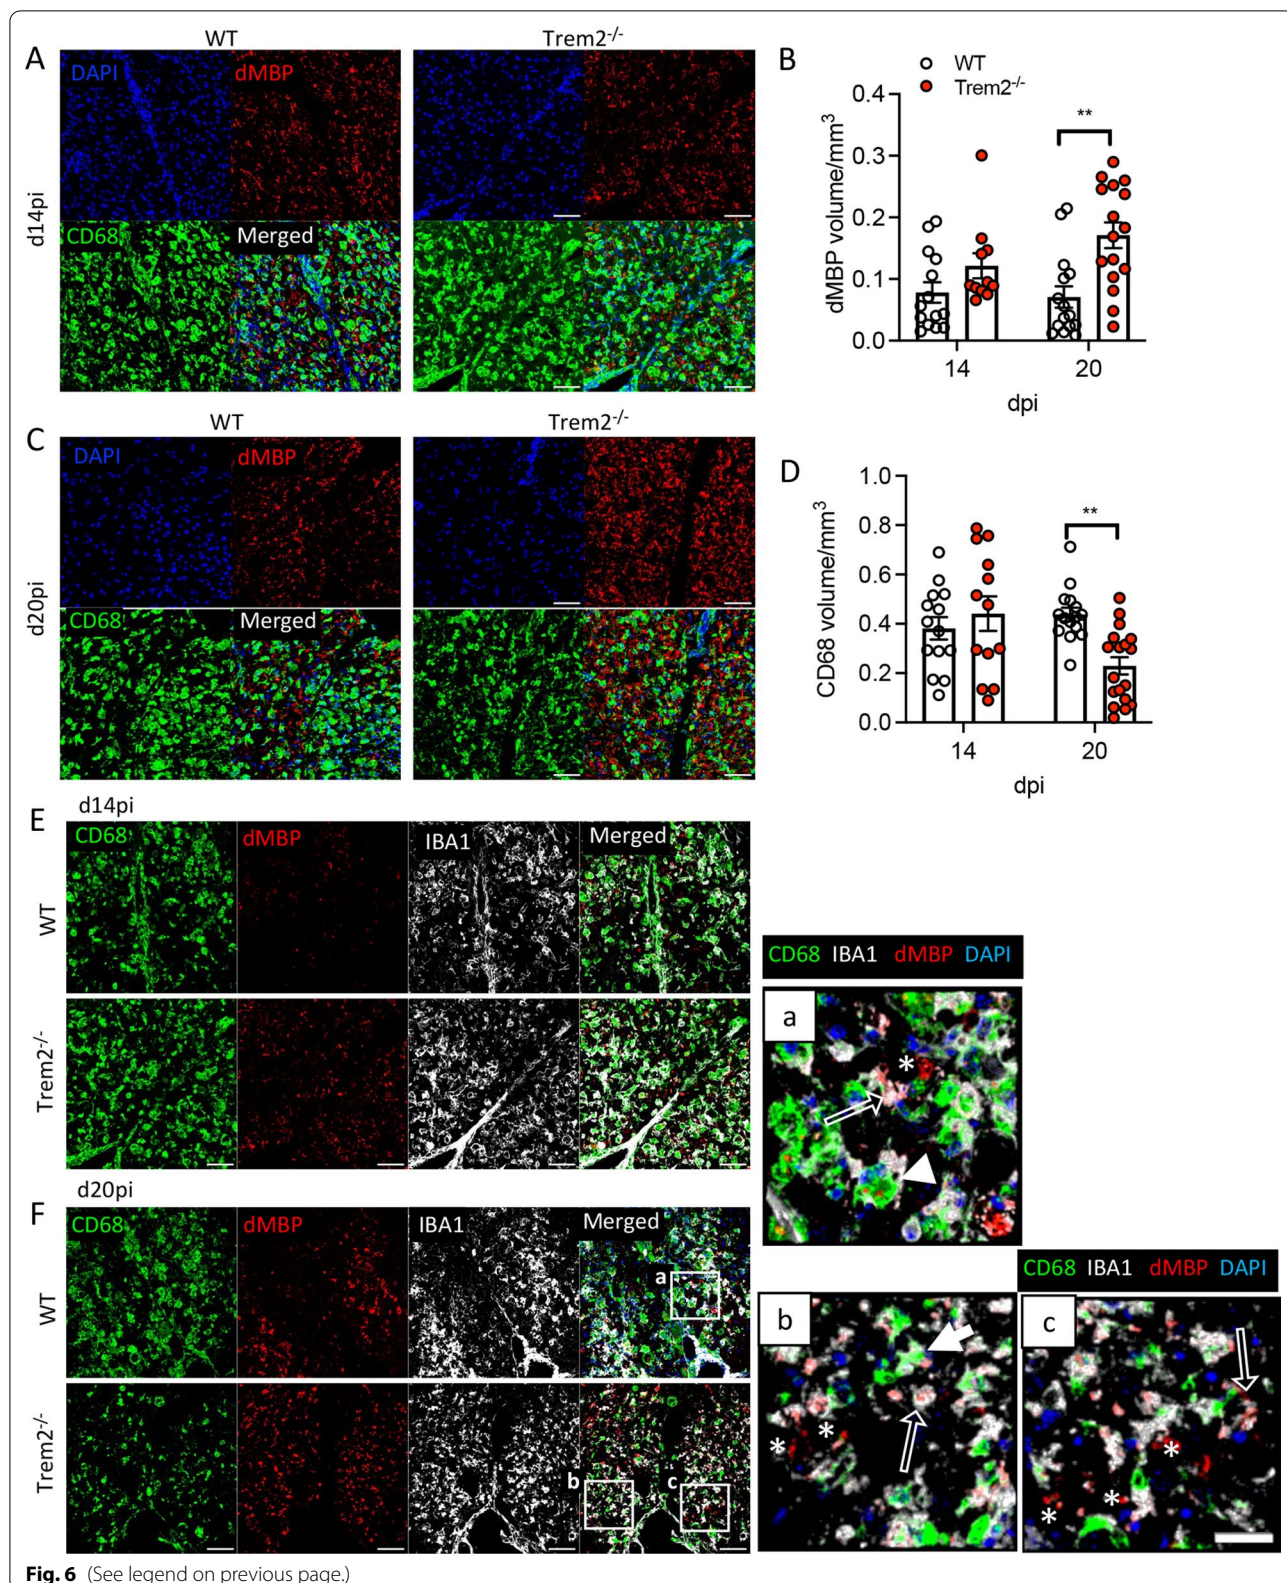 A
WT
Trem2-/-
d14pi
DAPI
dMBP
CD68
Merged
B
WT
Trem2-/-
dMBP volume/mm3
0.4
0.3
0.2
0.1
0.0
**
14
20
dpi
C
WT
Trem2-/-
d20pi
DAPI
dMBP
CD68
Merged
D
CD68 volume/mm3
1.0
0.8
0.6
0.4
0.2
0.0
**
14
20
dpi
E
d14pi
CD68
dMBP
IBA1
Merged
WT
Trem2-/-
F
d20pi
CD68
dMBP
IBA1
Merged
WT
a
Trem2-/-
b
c
CD68 IBA1 dMBP DAPI
a
*
CD68 IBA1 dMBP DAPI
b
* *
c
* * *
Fig. 6 (See legend on previous page.)